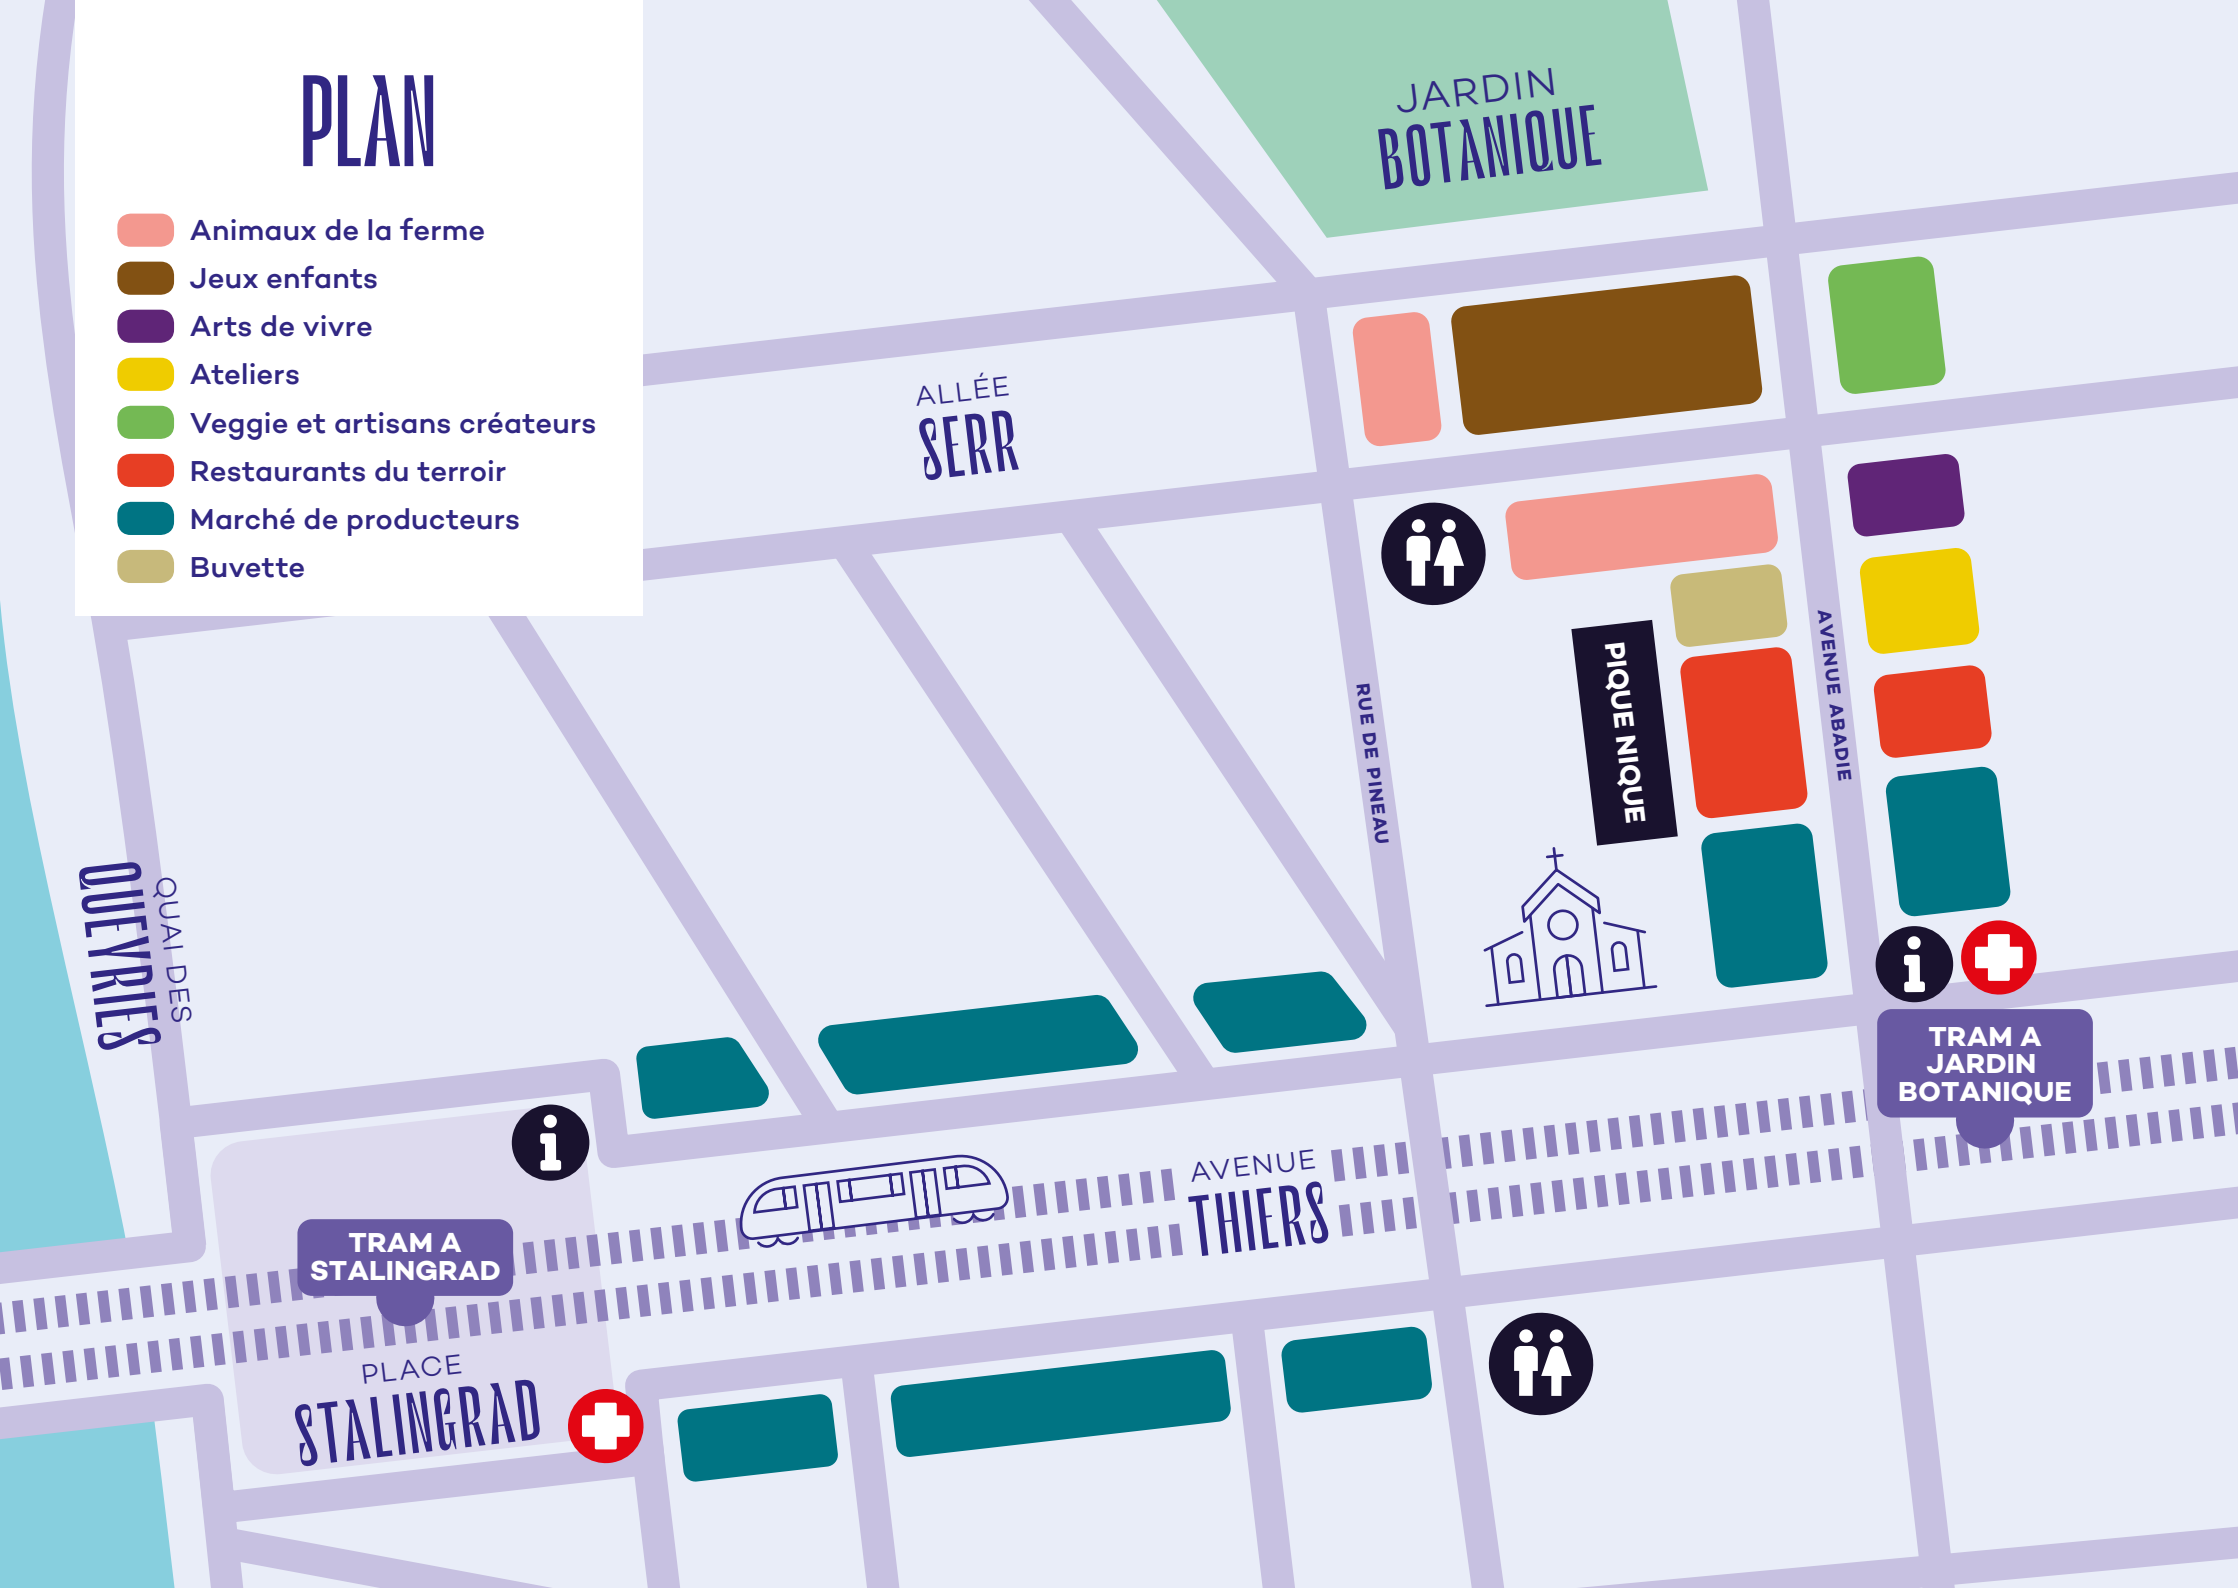 PLAN
Animaux de la ferme
Jeux enfants
Arts de vivre
Ateliers
Veggie et artisans créateurs
Restaurants du terroir
Marché de producteurs
Buvette
JARDIN
BOTANIQUE
ALLÉE
SERR
PIQUE NIQUE
AVENUE ABADIE
RUE DE PINEAU
QUAI DES
QUEYRIES
TRAM A
JARDIN
BOTANIQUE
AVENUE
THIERS
TRAM A
STALINGRAD
PLACE
STALINGRAD